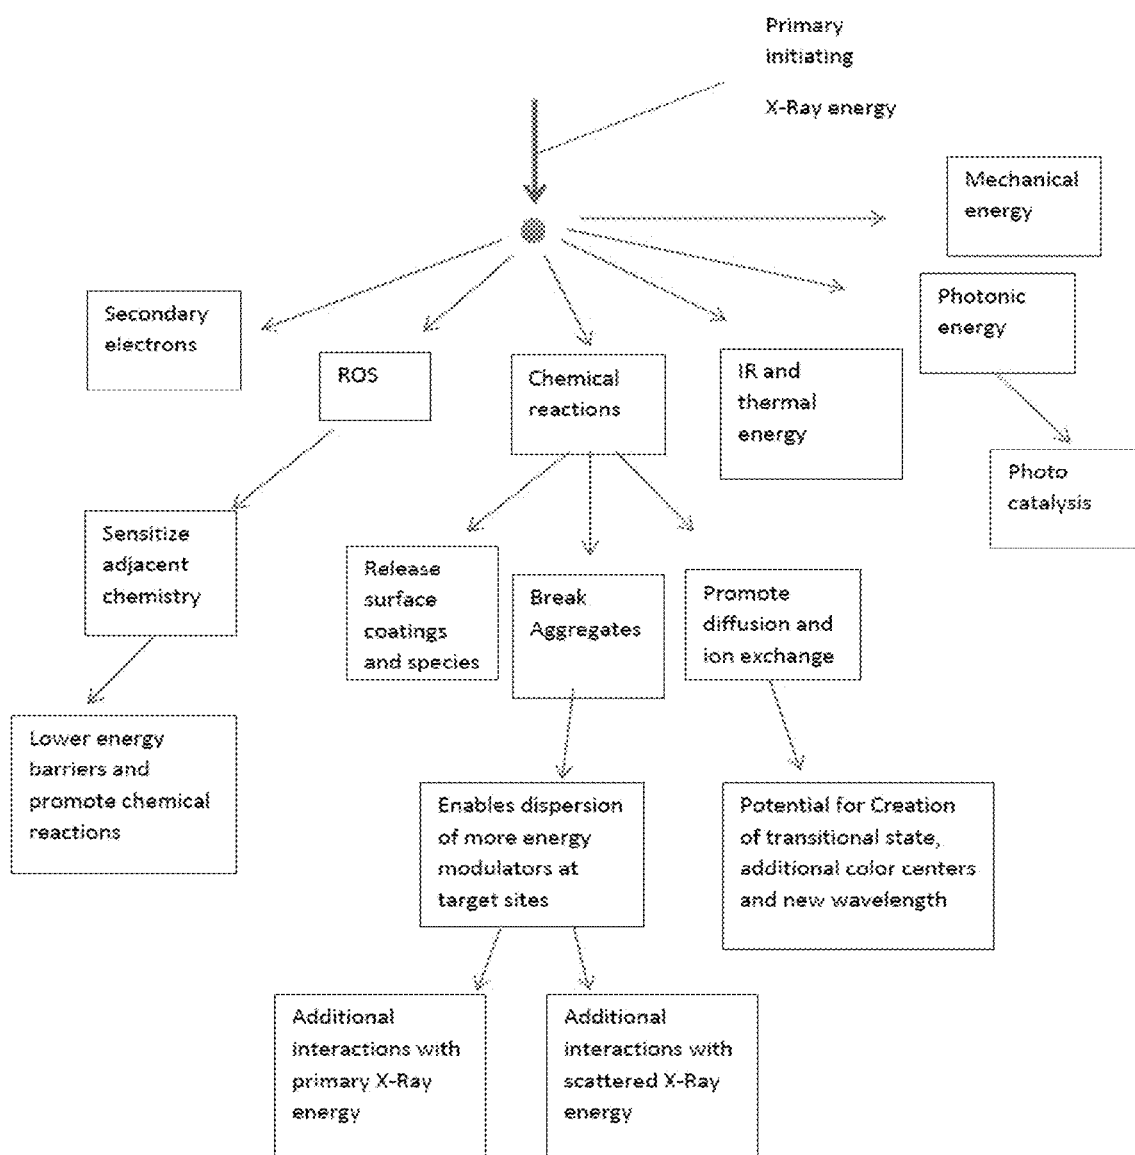 Primary
initiating
X-Ray energy
Mechanical
energy
Photonic
energy
Secondary
electrons
ROS
Chemical
reactions
IR and
thermal
energy
Photo
catalysis
Sensitize
adjacent
chemistry
Release
surface
coatings
and species
Break
Aggregates
Promote
diffusion and
ion exchange
Lower energy
barriers and
promote chemical
reactions
Enables dispersion
of more energy
modulators at
target sites
Potential for Creation
of transitional state,
additional color centers
and new wavelength
Additional
interactions with
primary X-Ray
energy
Additional
interactions with
scattered X-Ray
energy